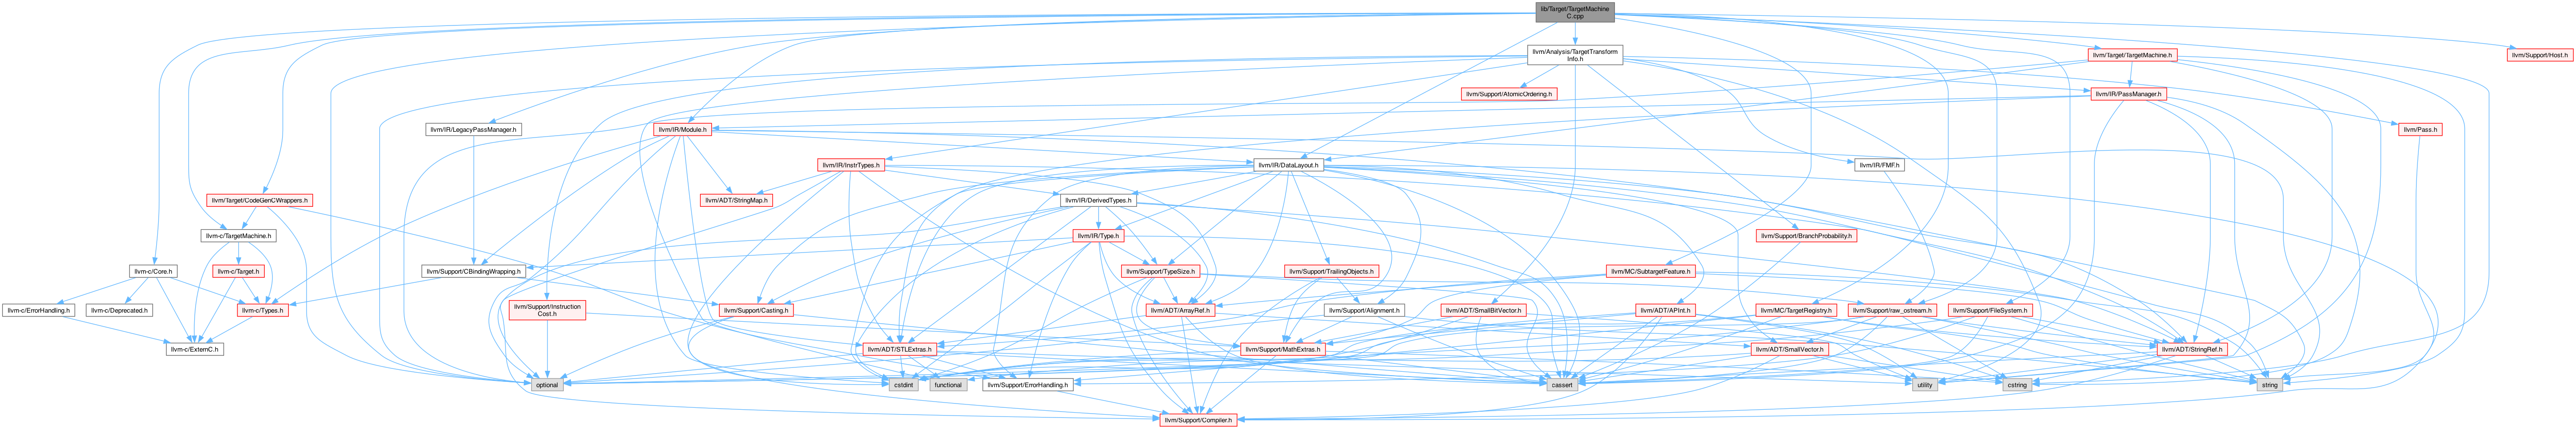 lib/Target/TargetMachine
C.cpp
llvm/Analysis/TargetTransform
Info.h
llvm/Target/TargetMachine.h
llvm/Support/Host.h
llvm/Support/AtomicOrdering.h
llvm/IR/PassManager.h
llvm/IR/LegacyPassManager.h
llvm/IR/Module.h
llvm/Pass.h
llvm/IR/InstrTypes.h
llvm/IR/DataLayout.h
llvm/IR/FMF.h
llvm/Target/CodeGenCWrappers.h
llvm/ADT/StringMap.h
llvm/IR/DerivedTypes.h
llvm-c/TargetMachine.h
llvm/IR/Type.h
llvm/Support/BranchProbability.h
llvm-c/Core.h
llvm-c/Target.h
llvm/Support/CBindingWrapping.h
llvm/Support/TypeSize.h
llvm/Support/TrailingObjects.h
llvm/MC/SubtargetFeature.h
llvm-c/ErrorHandling.h
llvm-c/Deprecated.h
llvm-c/Types.h
llvm/Support/Instruction
Cost.h
llvm/Support/Casting.h
llvm/ADT/ArrayRef.h
llvm/Support/Alignment.h
llvm/ADT/SmallBitVector.h
llvm/ADT/APInt.h
llvm/MC/TargetRegistry.h
llvm/Support/raw_ostream.h
llvm/Support/FileSystem.h
llvm-c/ExternC.h
llvm/ADT/STLExtras.h
llvm/Support/MathExtras.h
llvm/ADT/SmallVector.h
llvm/ADT/StringRef.h
optional
cstdint
functional
llvm/Support/ErrorHandling.h
cassert
utility
cstring
string
llvm/Support/Compiler.h